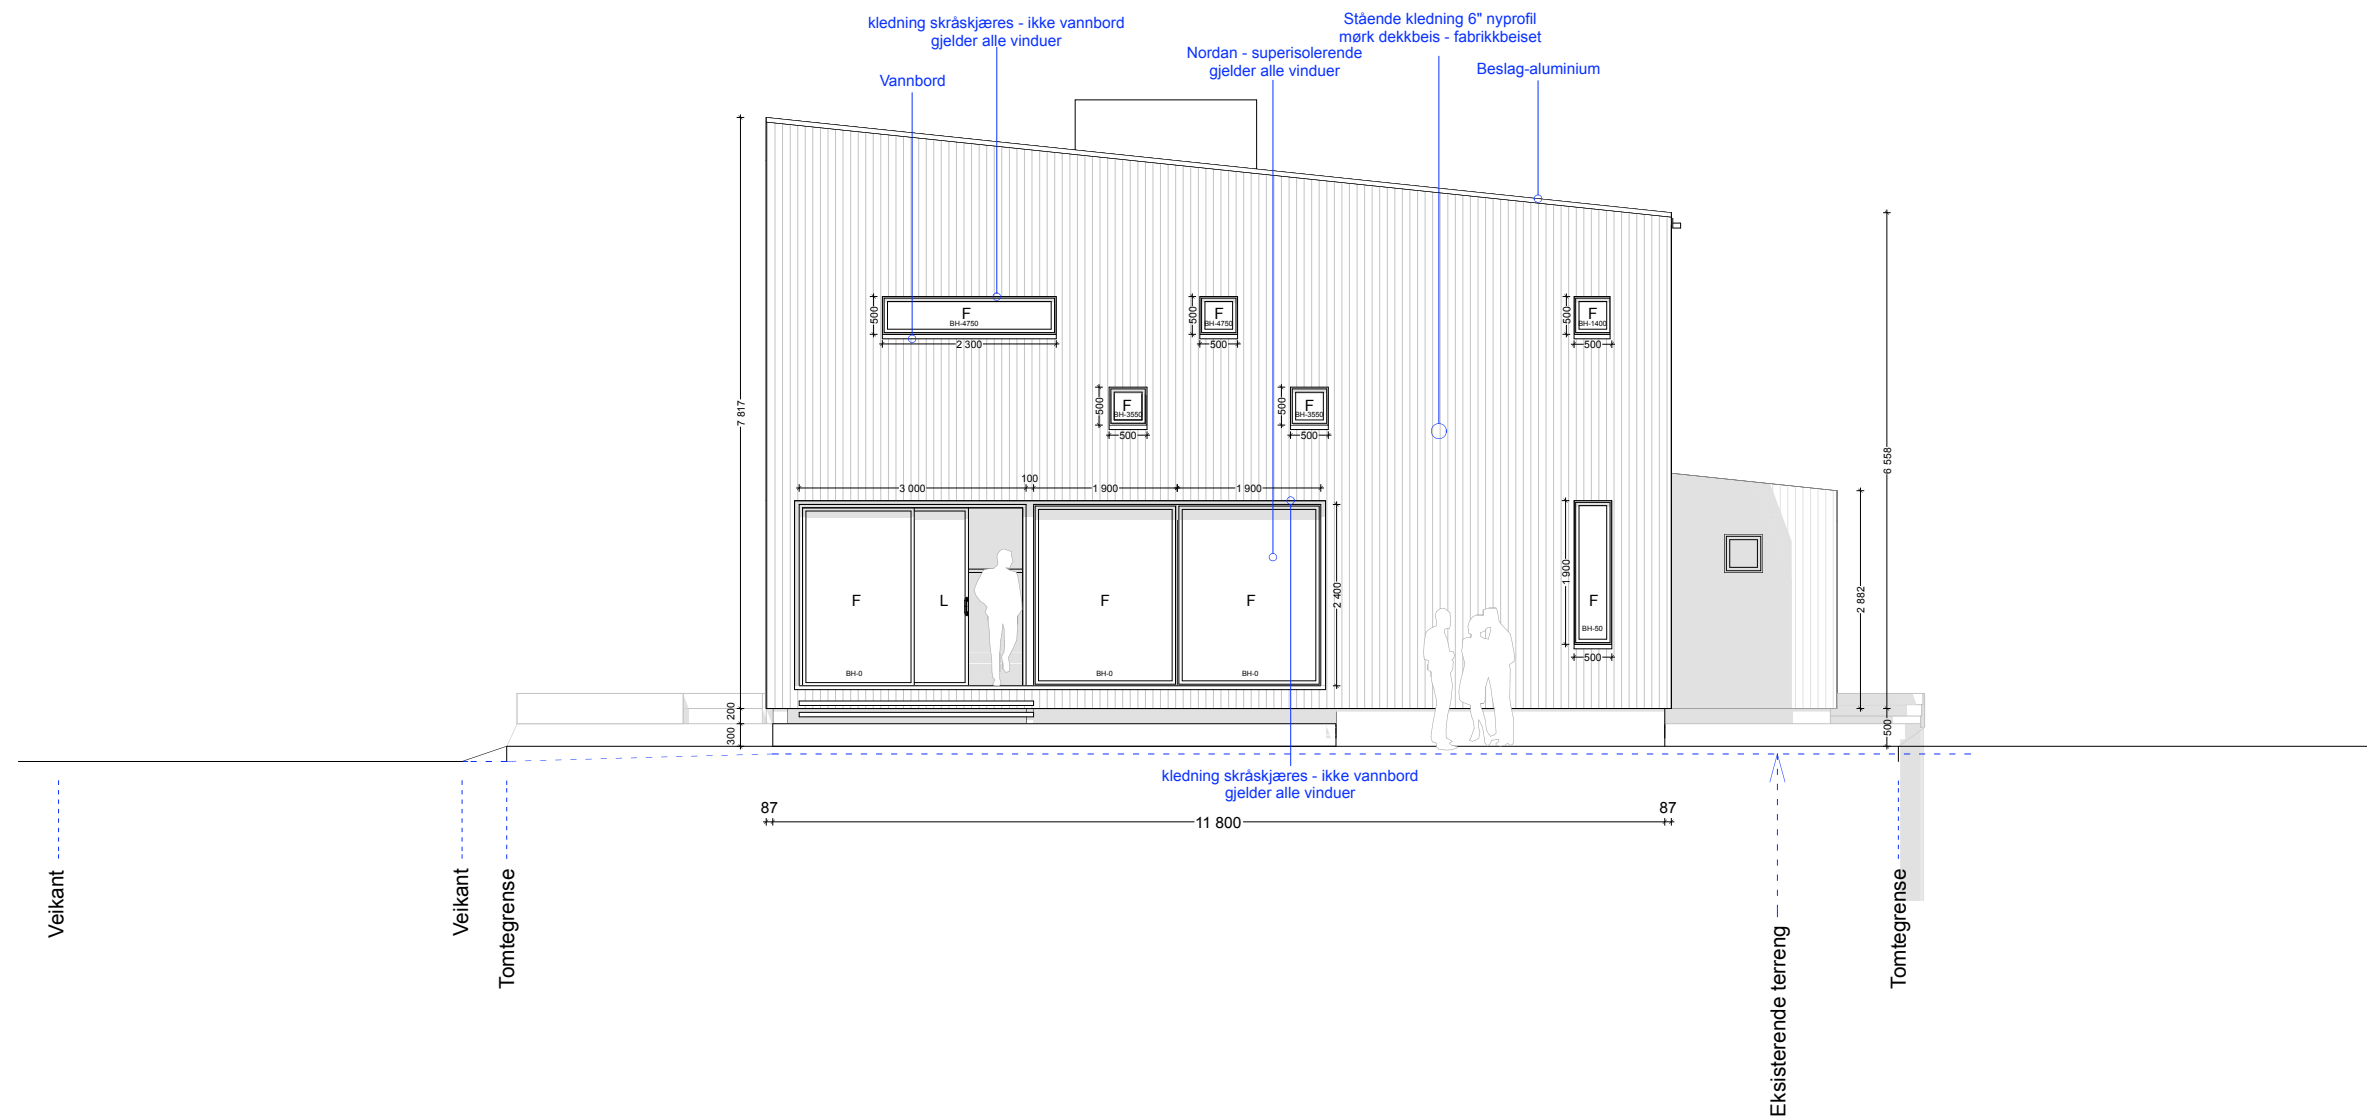 kledning skråskjæres - ikke vannbord
gjelder alle vinduer
Stående kledning 6" nyprofil
mørk dekkbeis - fabrikkbeiset
Nordan - superisolerende
gjelder alle vinduer
Beslag-aluminium
Vannbord
7 817
200
300
6 558
500
2 882
500
F
BH-4750
2 300
500
F
BH-4750
500
500
F
BH-1400
500
500
F
BH-3550
500
500
F
BH-3550
500
3 000
100
1 900
1 900
2 400
F
BH-0
L
F
BH-0
F
BH-0
1 900
F
BH-50
500
kledning skråskjæres - ikke vannbord
gjelder alle vinduer
87
11 800
87
Veikant
Veikant
Tomtegrense
Eksisterende terreng
Tomtegrense